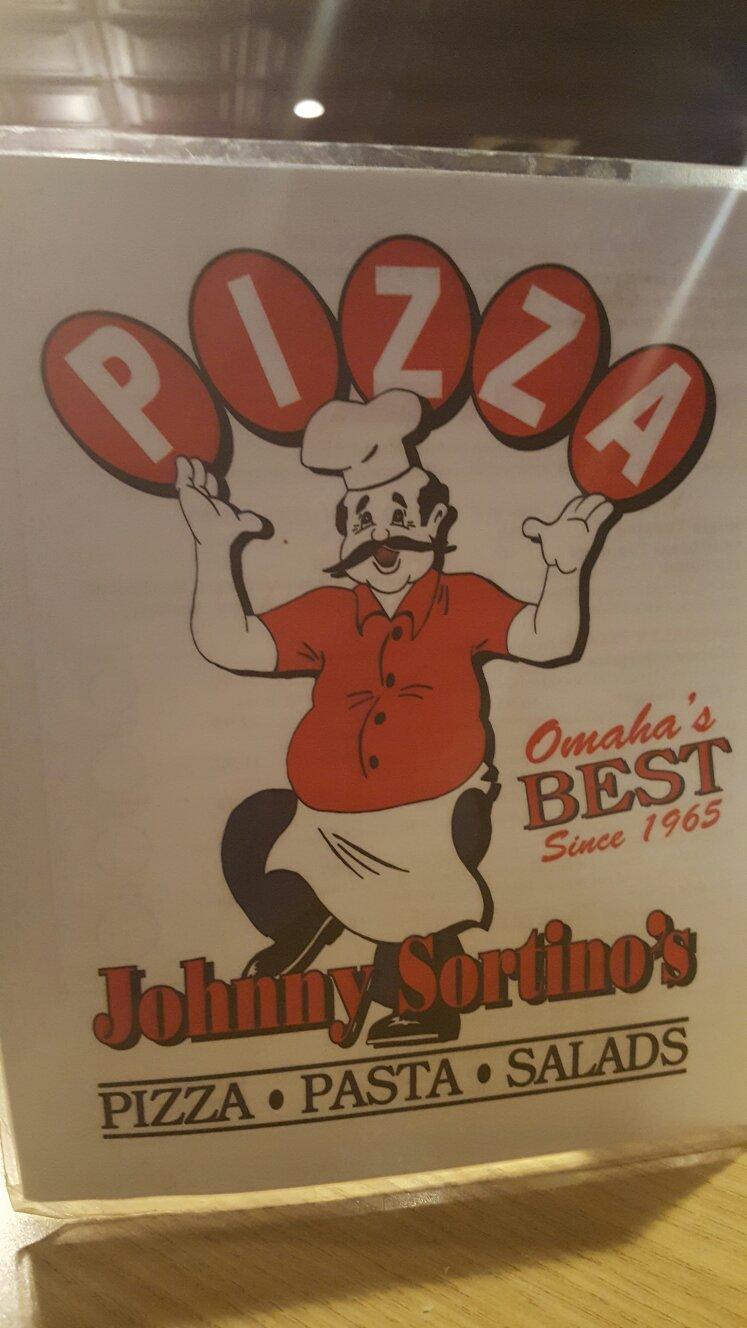 PIZZA
Omaha's
BEST
Since 1965
Johnny Sortino's
PIZZA • PASTA • SALADS